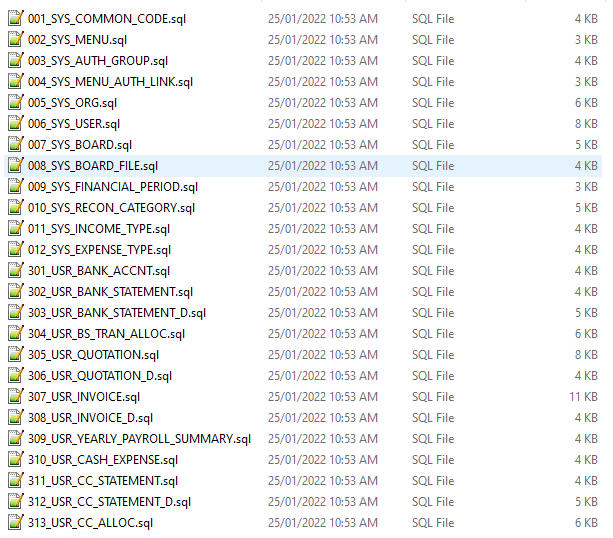 001_SYS_COMMON_CODE.sql 25/01/2022 10:53 AM SQL File 4 KB
002_SYS_MENU.sql 25/01/2022 10:53 AM SQL File 3 KB
003_SYS_AUTH_GROUP.sql 25/01/2022 10:53 AM SQL File 4 KB
004_SYS_MENU_AUTH_LINK.sql 25/01/2022 10:53 AM SQL File 3 KB
005_SYS_ORG.sql 25/01/2022 10:53 AM SQL File 6 KB
006_SYS_USER.sql 25/01/2022 10:53 AM SQL File 8 KB
007_SYS_BOARD.sql 25/01/2022 10:53 AM SQL File 5 KB
008_SYS_BOARD_FILE.sql 25/01/2022 10:53 AM SQL File 4 KB
009_SYS_FINANCIAL_PERIOD.sql 25/01/2022 10:53 AM SQL File 3 KB
010_SYS_RECON_CATEGORY.sql 25/01/2022 10:53 AM SQL File 5 KB
011_SYS_INCOME_TYPE.sql 25/01/2022 10:53 AM SQL File 4 KB
012_SYS_EXPENSE_TYPE.sql 25/01/2022 10:53 AM SQL File 4 KB
301_USR_BANK_ACCNT.sql 25/01/2022 10:53 AM SQL File 4 KB
302_USR_BANK_STATEMENT.sql 25/01/2022 10:53 AM SQL File 4 KB
303_USR_BANK_STATEMENT_D.sql 25/01/2022 10:53 AM SQL File 5 KB
304_USR_BS_TRAN_ALLOC.sql 25/01/2022 10:53 AM SQL File 6 KB
305_USR_QUOTATION.sql 25/01/2022 10:53 AM SQL File 8 KB
306_USR_QUOTATION_D.sql 25/01/2022 10:53 AM SQL File 4 KB
307_USR_INVOICE.sql 25/01/2022 10:53 AM SQL File 11 KB
308_USR_INVOICE_D.sql 25/01/2022 10:53 AM SQL File 4 KB
309_USR_YEARLY_PAYROLL_SUMMARY.sql 25/01/2022 10:53 AM SQL File 4 KB
310_USR_CASH_EXPENSE.sql 25/01/2022 10:53 AM SQL File 4 KB
311_USR_CC_STATEMENT.sql 25/01/2022 10:53 AM SQL File 4 KB
312_USR_CC_STATEMENT_D.sql 25/01/2022 10:53 AM SQL File 5 KB
313_USR_CC_ALLOC.sql 25/01/2022 10:53 AM SQL File 6 KB